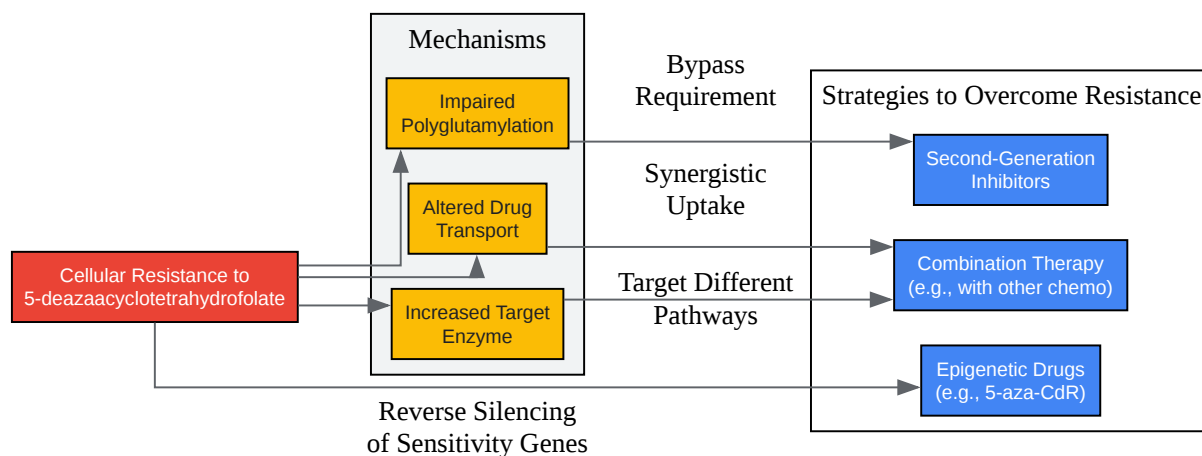 Mechanisms
Impaired
Polyglutamylation
Bypass
Requirement
Strategies to Overcome Resistance
Second-Generation
Inhibitors
Synergistic
Uptake
Altered Drug
Transport
Cellular Resistance to
5-deazaacyclotetrahydrofolate
Combination Therapy
(e.g., with other chemo)
Target Different
Pathways
Increased Target
Enzyme
Epigenetic Drugs
(e.g., 5-aza-CdR)
Reverse Silencing
of Sensitivity Genes